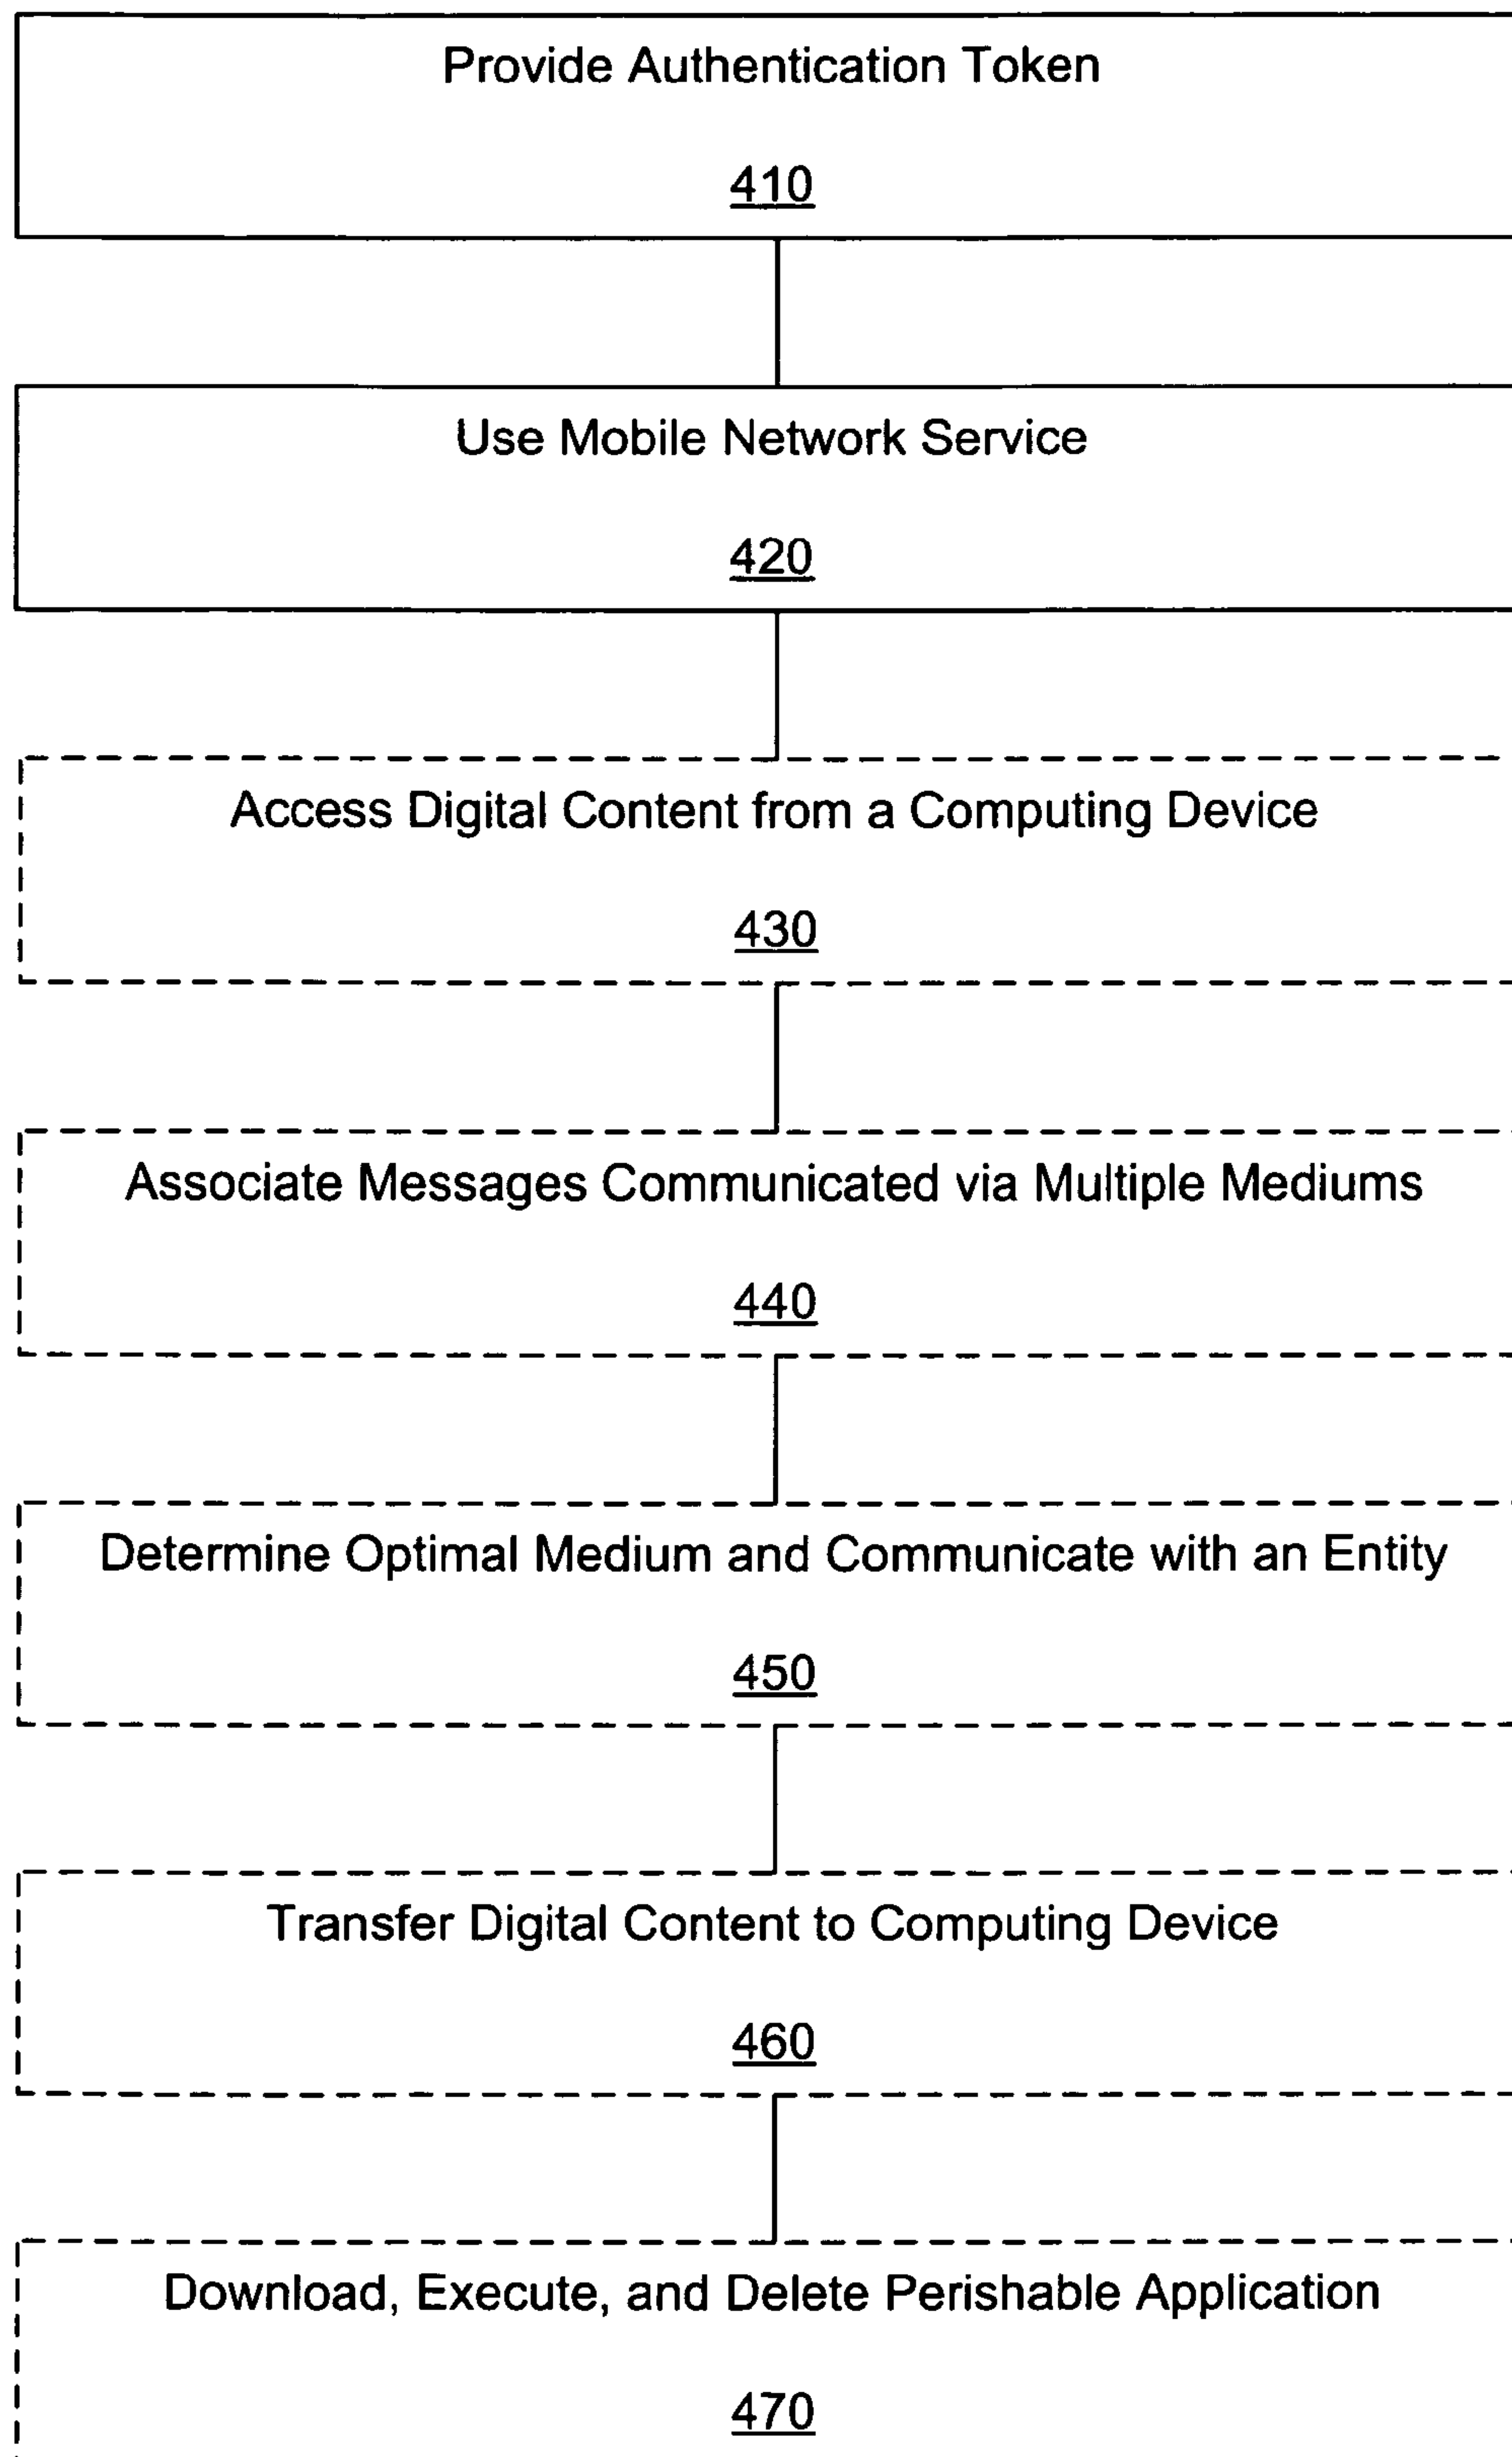 Provide Authentication Token
410
Use Mobile Network Service
420
Access Digital Content from a Computing Device
430
Associate Messages Communicated via Multiple Mediums
440
Determine Optimal Medium and Communicate with an Entity
450
Transfer Digital Content to Computing Device
460
Download, Execute, and Delete Perishable Application
470